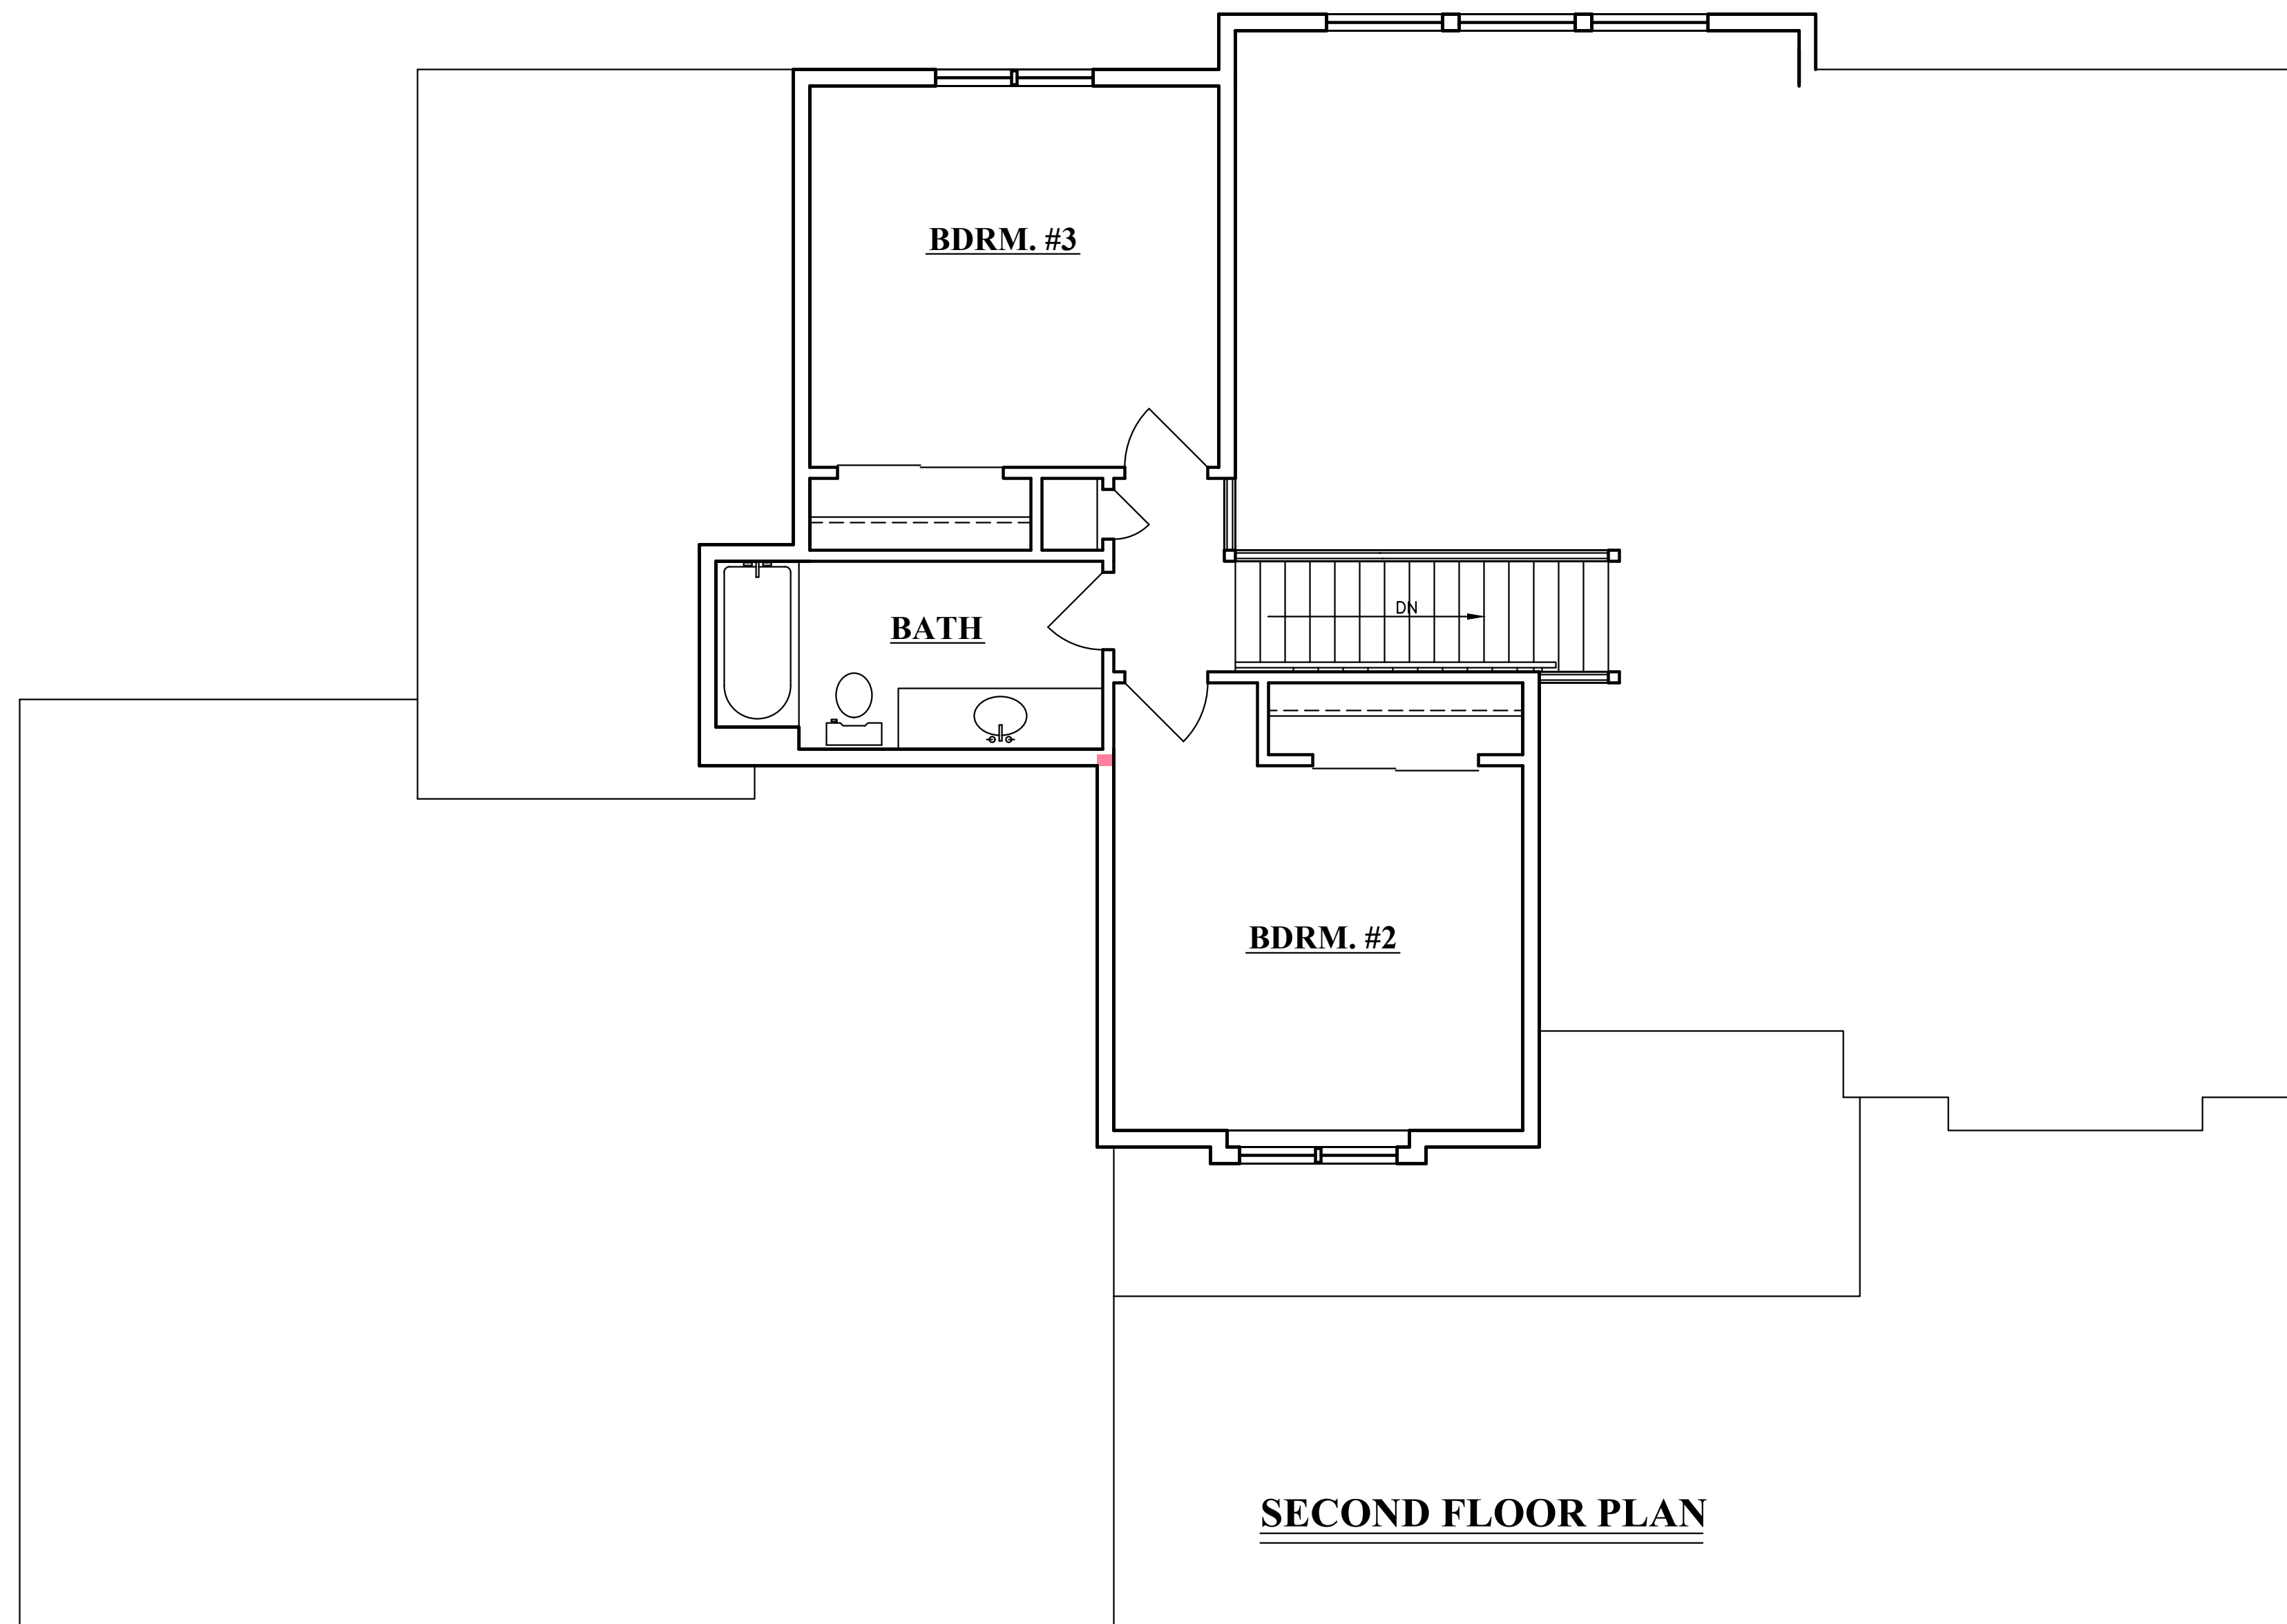 BDRM. #3
BATH
DN
BDRM. #2
SECOND FLOOR PLAN